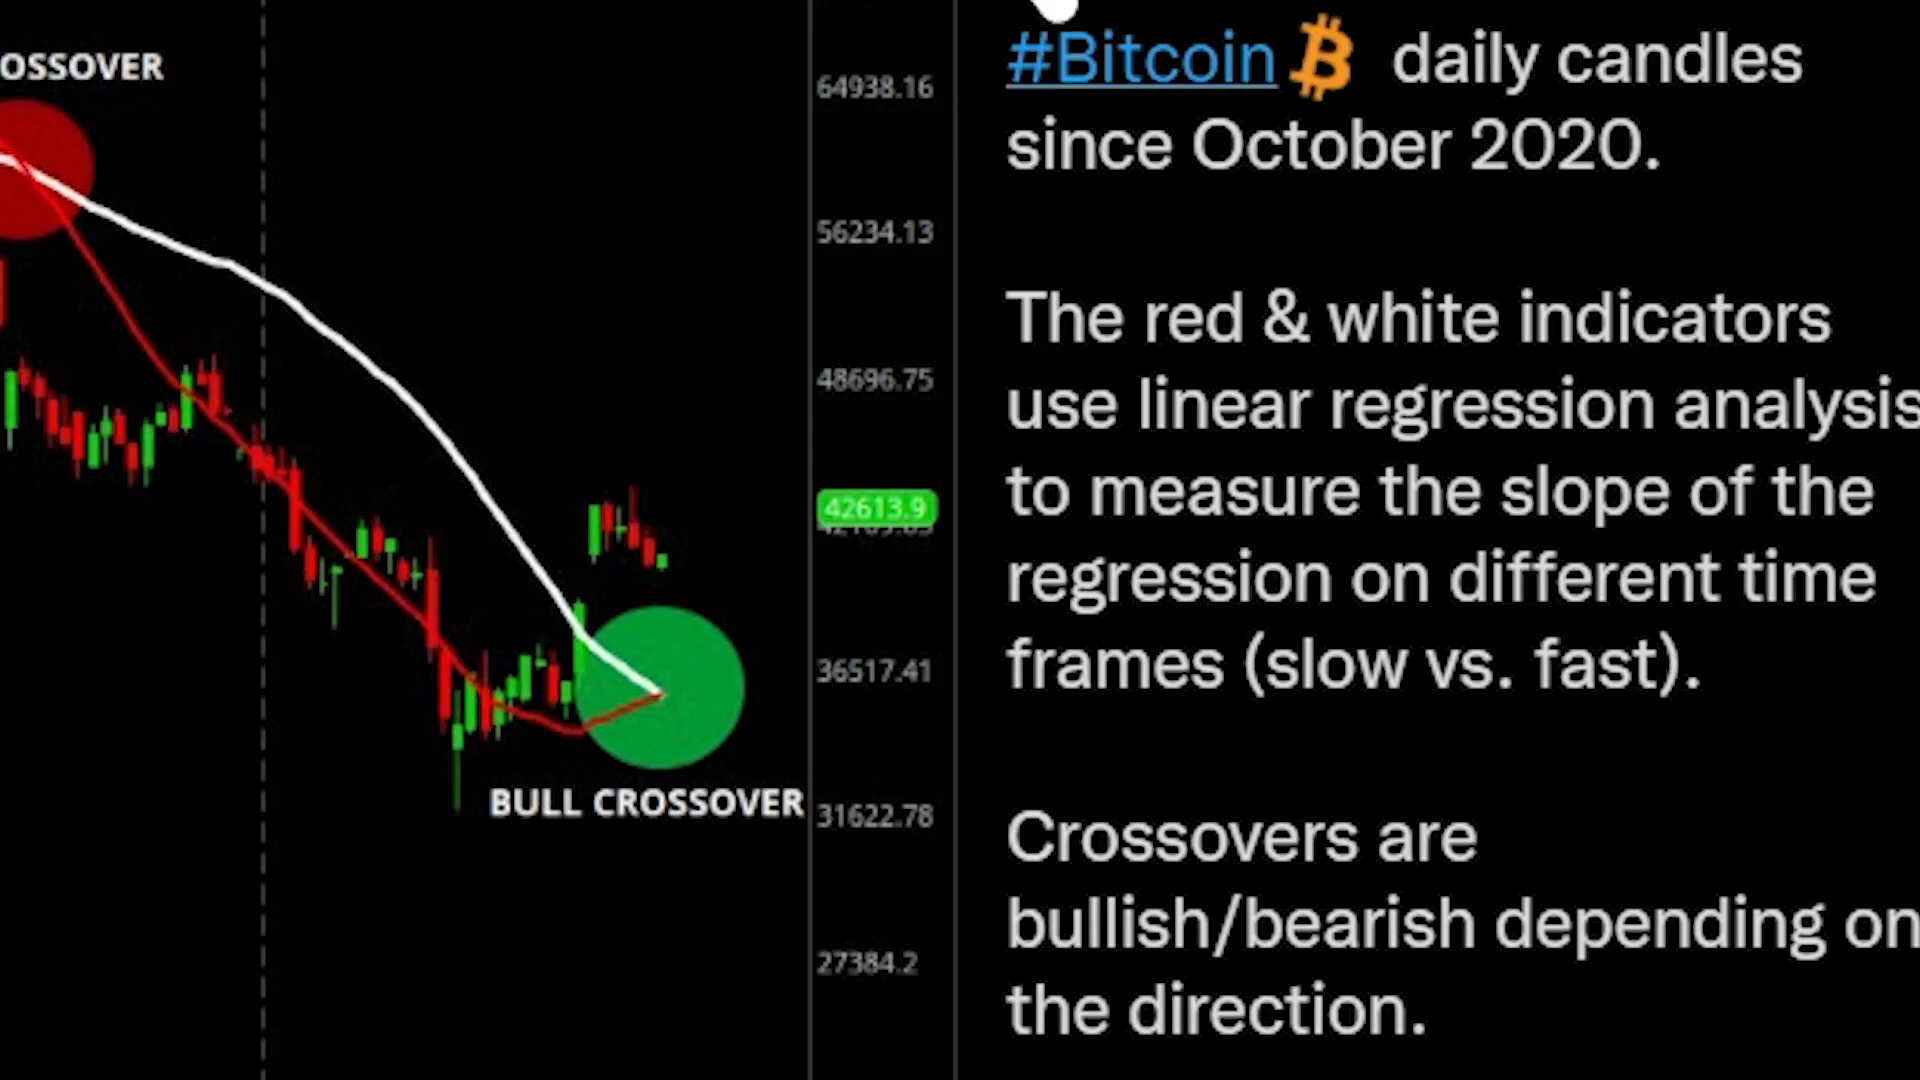 OSSOVER
64938.16
56234.13
48696.75
42613.9
36517.41
31622.78
27384.2
BULL CROSSOVER
#Bitcoin daily candles
since October 2020.
The red & white indicators
use linear regression analysis
to measure the slope of the
regression on different time
frames (slow vs. fast).
Crossovers are
bullish/bearish depending on
the direction.